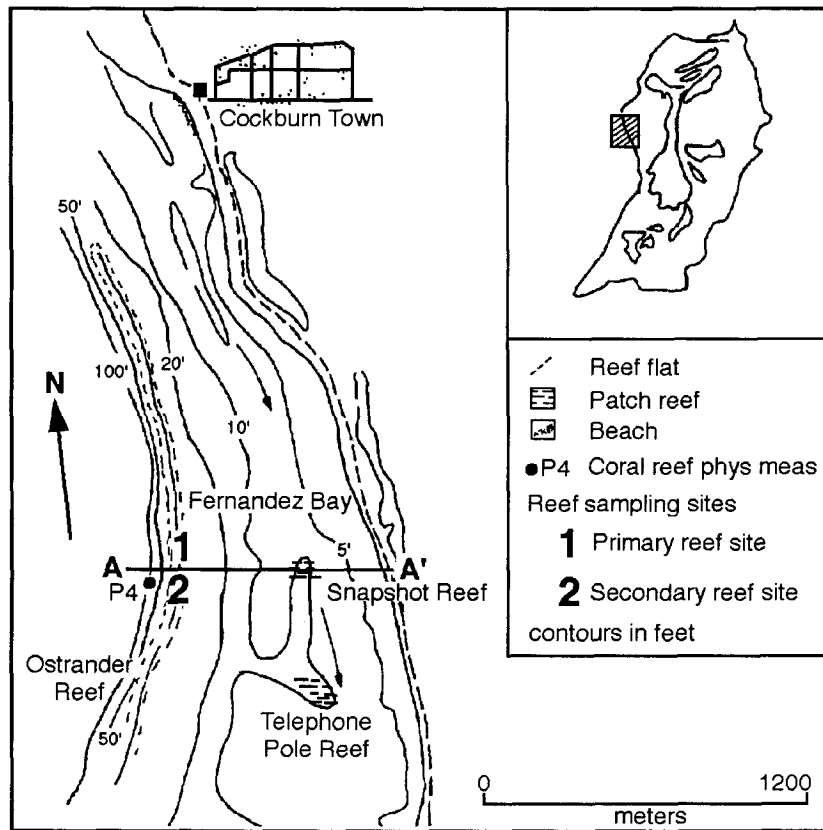 Cockburn Town
50'
100'
20'
N
10'
Fernandez Bay
1
5'
A
A'
P4
2
Snapshot Reef
Ostrander
Reef
Telephone
Pole Reef
50'
0
1200
meters
Reef flat
Patch reef
Beach
P4 Coral reef phys meas
Reef sampling sites
1 Primary reef site
2 Secondary reef site
contours in feet